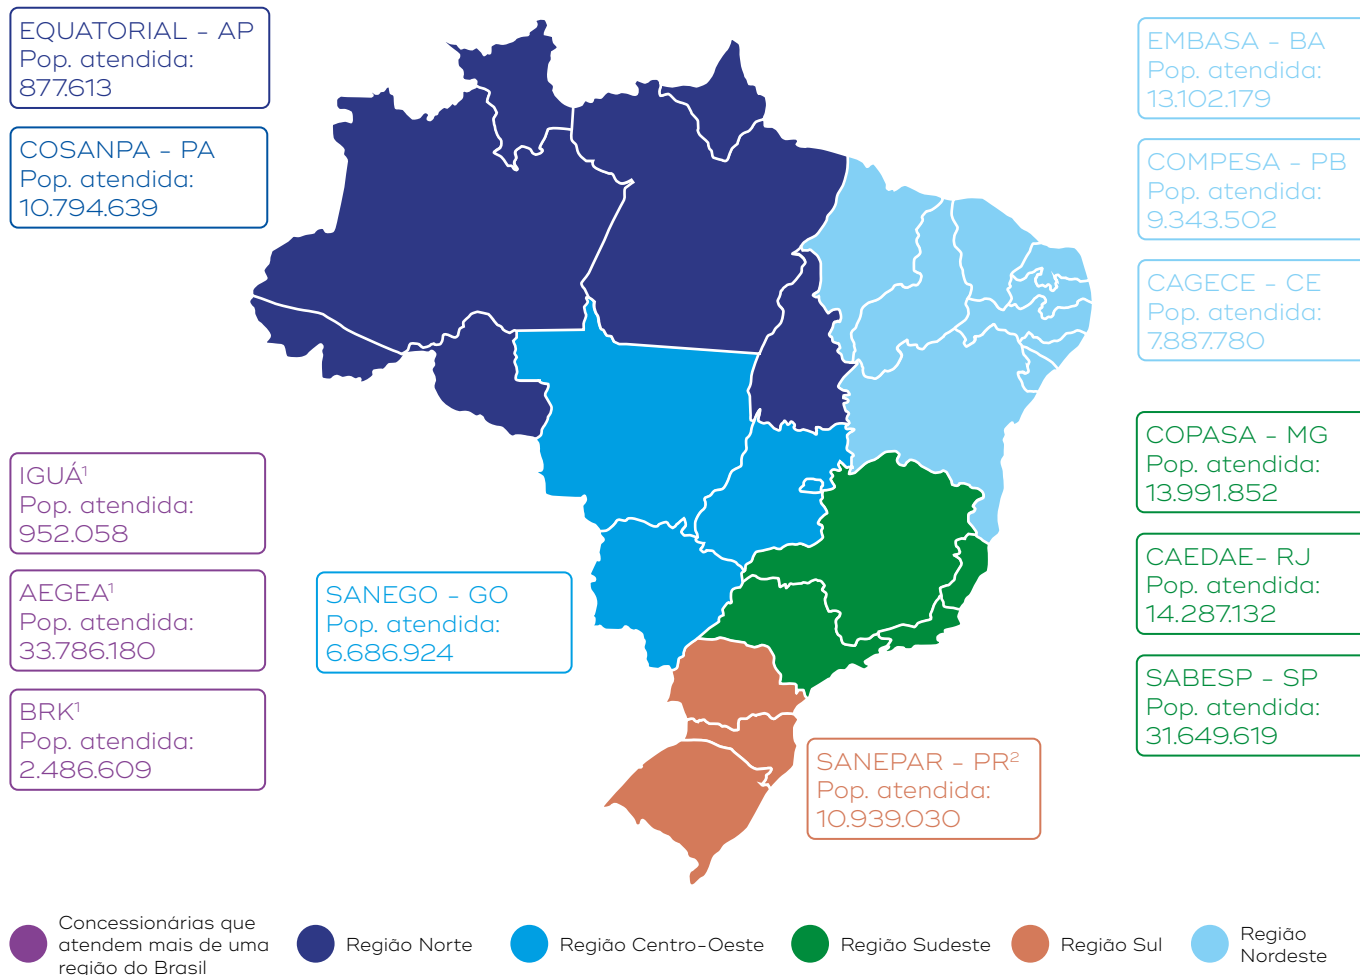 EQUATORIAL - AP
Pop. atendida:
877.613
COSANPA - PA
Pop. atendida:
10.794.639
IGUÁ¹
Pop. atendida:
952.058
AEGEA¹
Pop. atendida:
33.786.180
BRK¹
Pop. atendida:
2.486.609
SANEGO - GO
Pop. atendida:
6.686.924
SANEPAR - PR²
Pop. atendida:
10.939.030
EMBASA - BA
Pop. atendida:
13.102.179
COMPESA - PB
Pop. atendida:
9.343.502
CAGECE - CE
Pop. atendida:
7.887.780
COPASA - MG
Pop. atendida:
13.991.852
CAEDAE- RJ
Pop. atendida:
14.287.132
SABESP - SP
Pop. atendida:
31.649.619
Concessionárias que
atendem mais de uma
região do Brasil
Região Norte
Região Centro-Oeste
Região Sudeste
Região Sul
Região
Nordeste